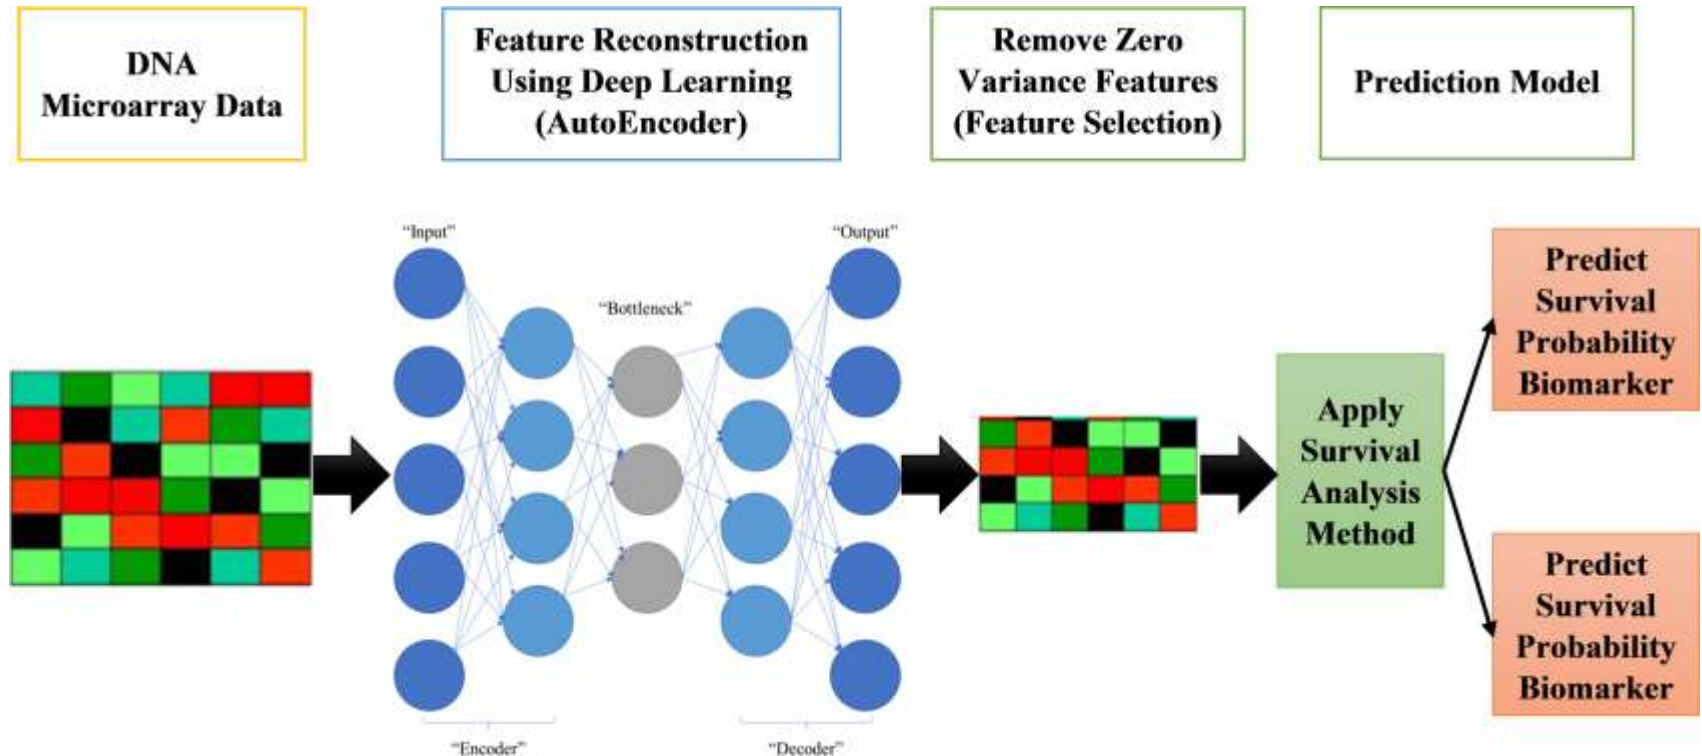 DNA
Microarray Data
Feature Reconstruction
Using Deep Learning
(AutoEncoder)
Remove Zero
Variance Features
(Feature Selection)
Prediction Model
“Input”
“Bottleneck”
“Output”
“Encoder”
“Decoder”
Apply
Survival
Analysis
Method
Predict
Survival
Probability
Biomarker
Predict
Survival
Probability
Biomarker